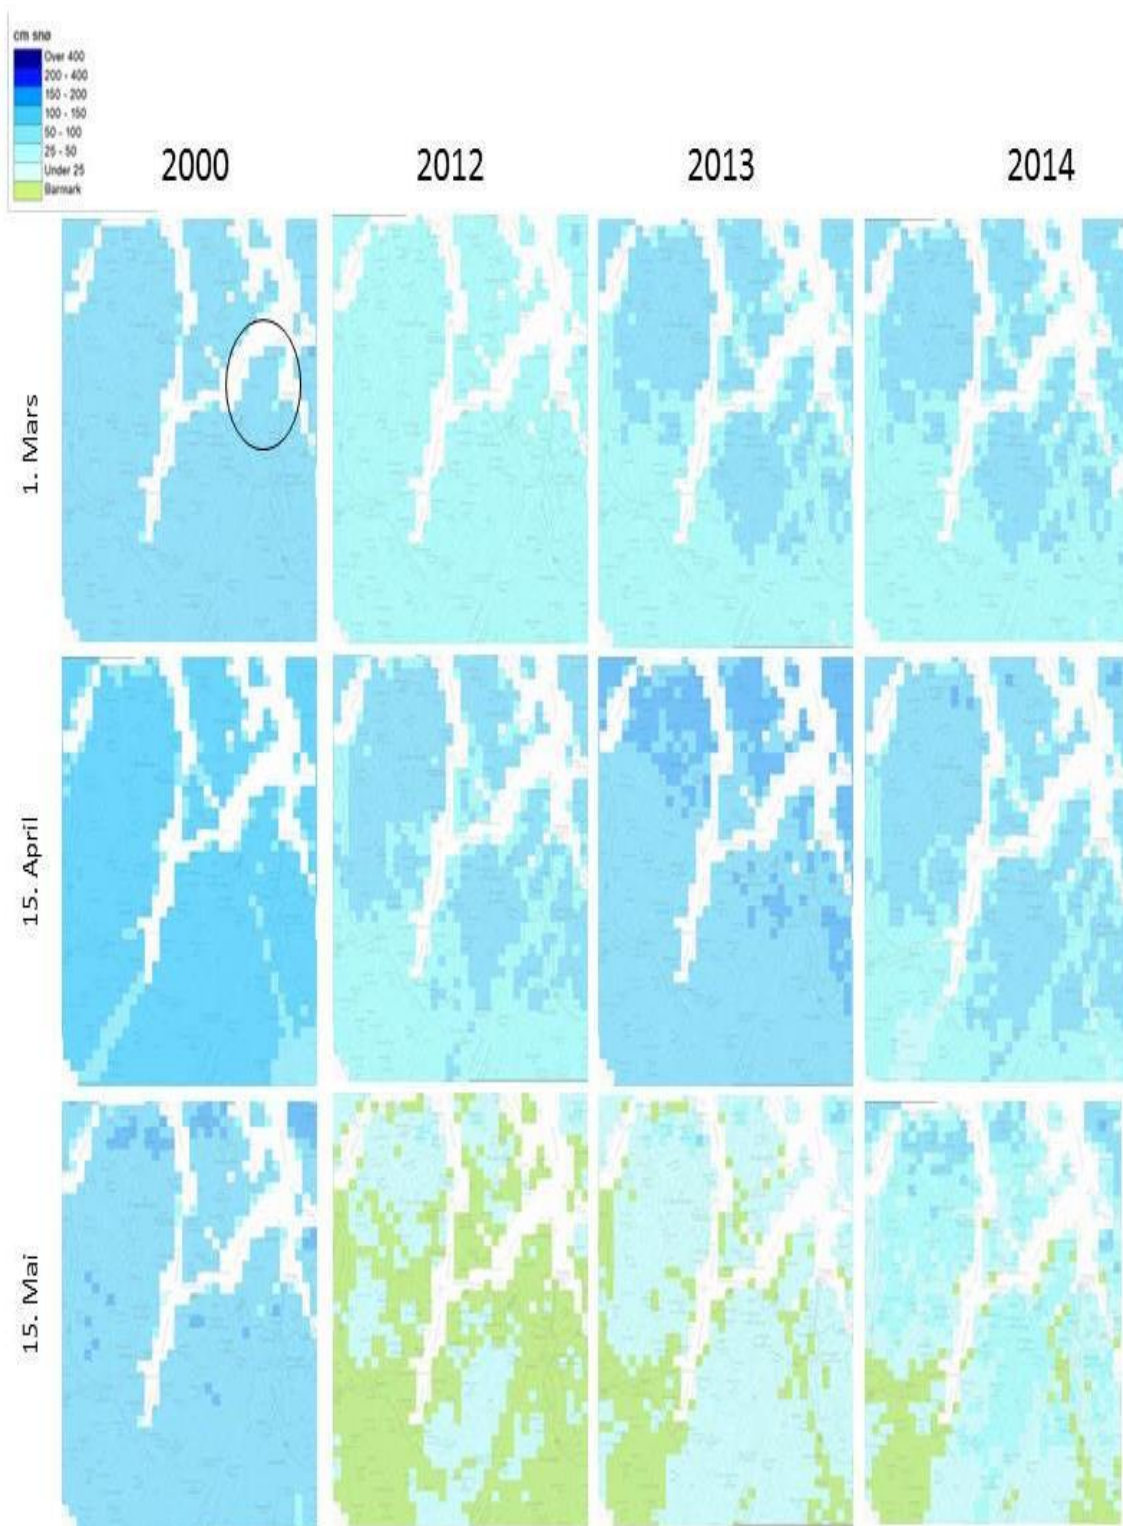 cm snø
Over 400
200 - 400
150 - 200
100 - 150
50 - 100
25 - 50
Under 25
Barmark
2000 2012 2013 2014
1. Mars
15. April
15. Mai